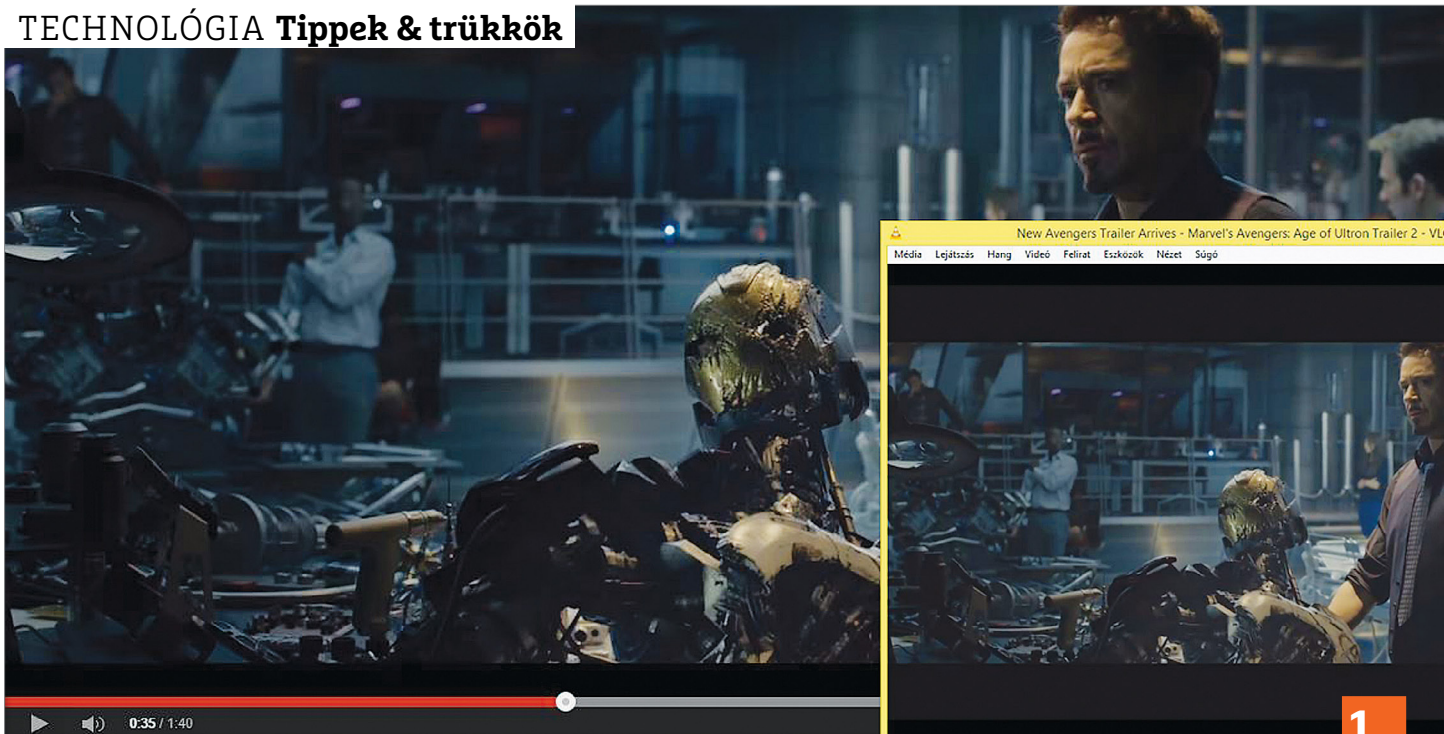 TECHNOLÓGIA Tippek & trükkök
New Avengers Trailer Arrives - Marvel's Avengers: Age of Ultron Trailer 2 - VLC
Média Lejátszás Hang Videó Felirat Eszközök Nézet Súgó
0:35 / 1:40
1